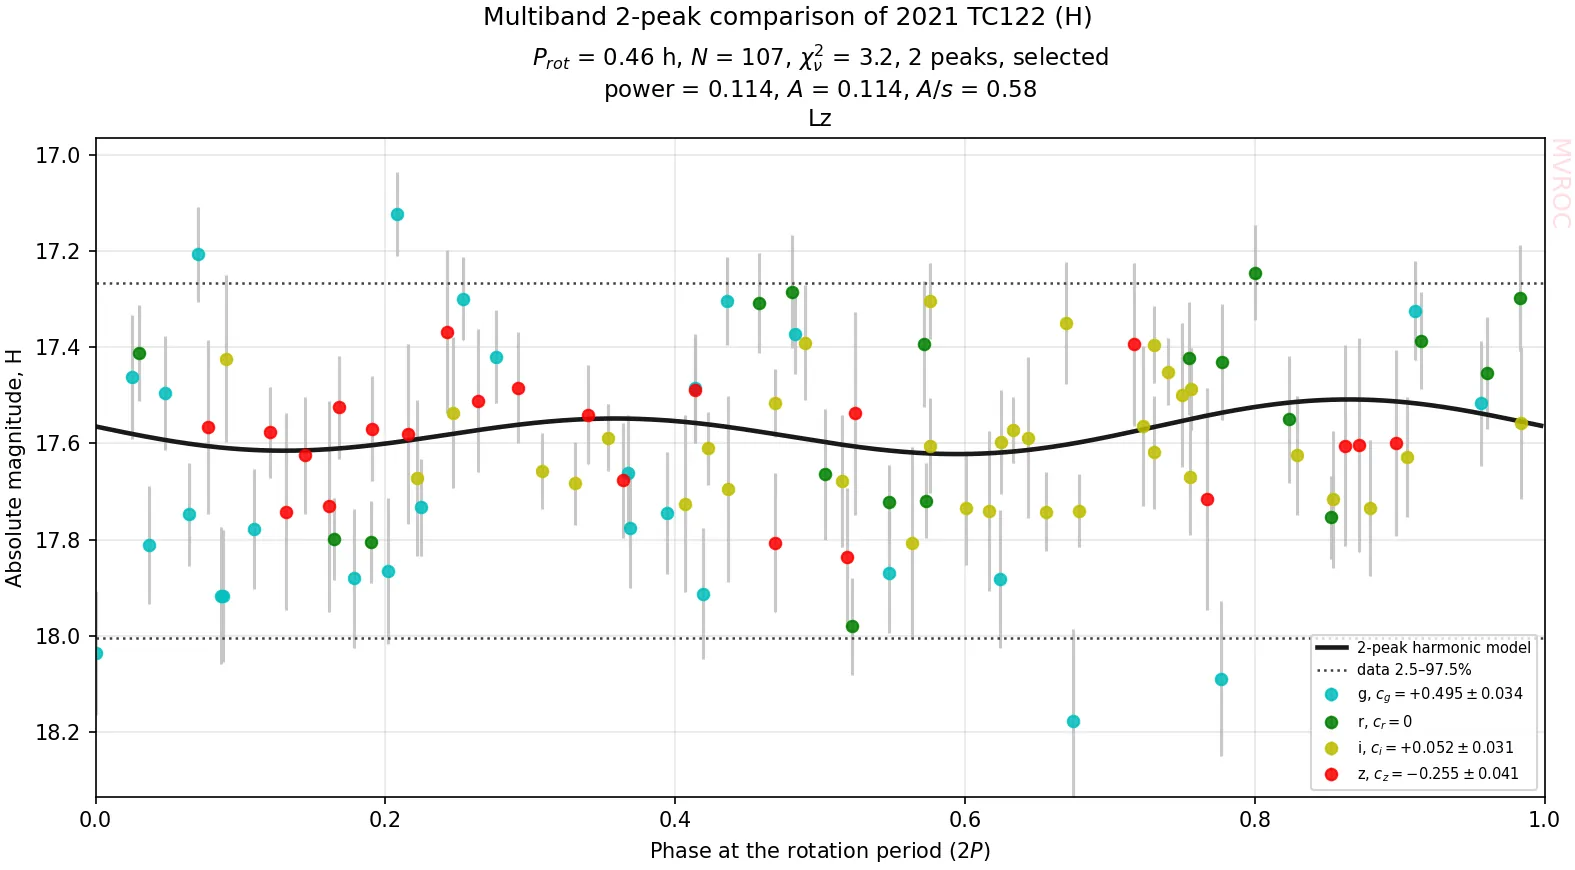 Multiband 2-peak comparison of 2021 TC122 (H)
P_rot = 0.46 h, N = 107, χ²_ν = 3.2, 2 peaks, selected
power = 0.114, A = 0.114, A/s = 0.58
Lz
MVROC
Absolute magnitude, H
17.0
17.2
17.4
17.6
17.8
18.0
18.2
2-peak harmonic model
data 2.5–97.5%
g, c_g = +0.495 ± 0.034
r, c_r = 0
i, c_i = +0.052 ± 0.031
z, c_z = −0.255 ± 0.041
0.0 0.2 0.4 0.6 0.8 1.0
Phase at the rotation period (2P)